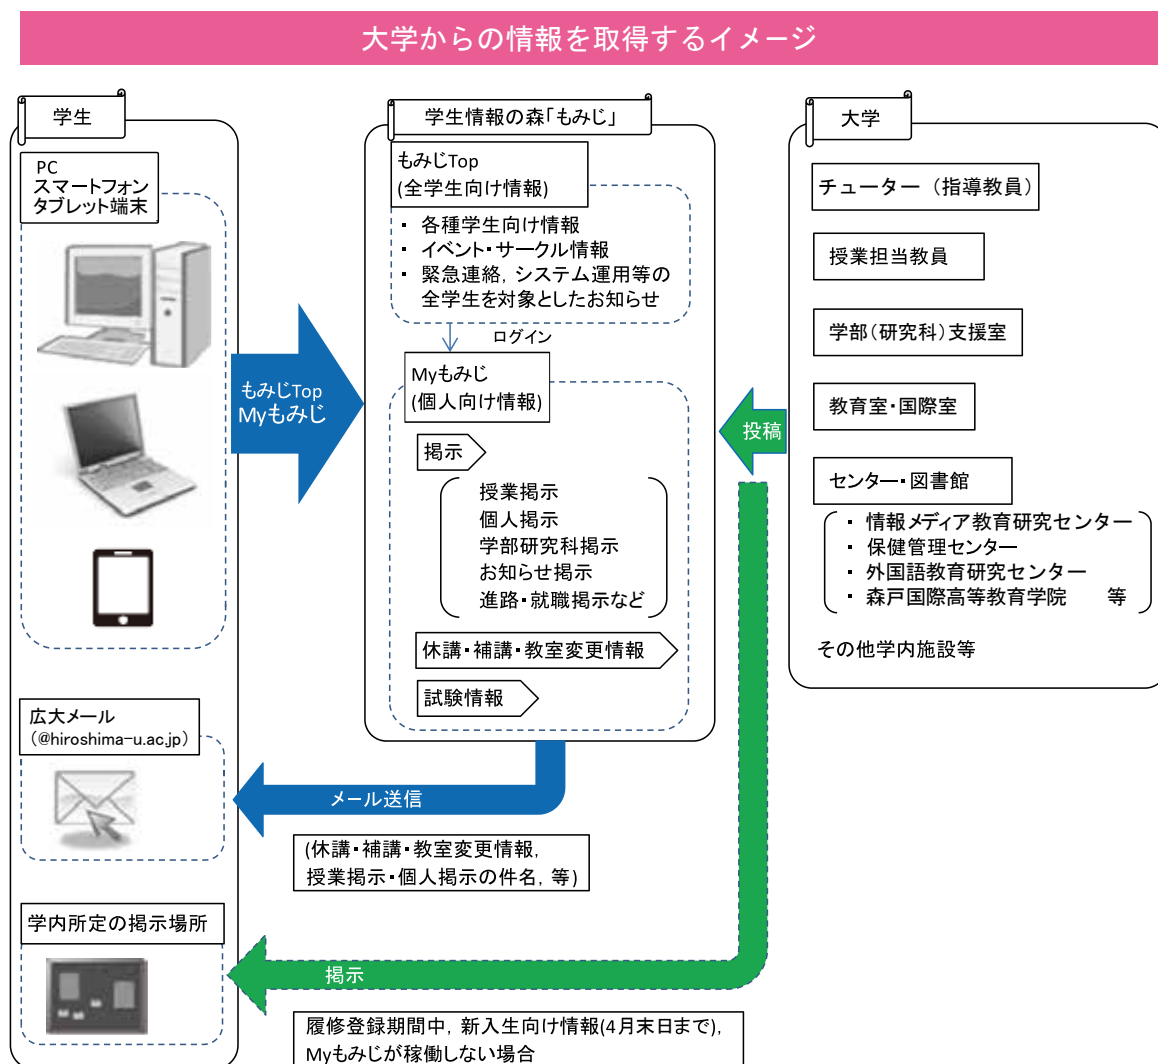 大学からの情報を取得するイメージ
学生
PC
スマートフォン
タブレット端末
もみじTop
Myもみじ
広大メール
(@hiroshima-u.ac.jp)
学内所定の掲示場所
学生情報の森「もみじ」
もみじTop
(全学生向け情報)
・ 各種学生向け情報
・ イベント・サークル情報
・ 緊急連絡，システム運用等の
全学生を対象としたお知らせ
ログイン
Myもみじ
(個人向け情報)
掲示
授業掲示
個人掲示
学部研究科掲示
お知らせ掲示
進路・就職掲示など
休講・補講・教室変更情報
試験情報
メール送信
(休講・補講・教室変更情報，
授業掲示・個人掲示の件名，等)
掲示
履修登録期間中，新入生向け情報(4月末日まで)，
Myもみじが稼働しない場合
投稿
大学
チューター （指導教員）
授業担当教員
学部（研究科）支援室
教育室・国際室
センター・図書館
・ 情報メディア教育研究センター
・ 保健管理センター
・ 外国語教育研究センター
・ 森戸国際高等教育学院　等
その他学内施設等